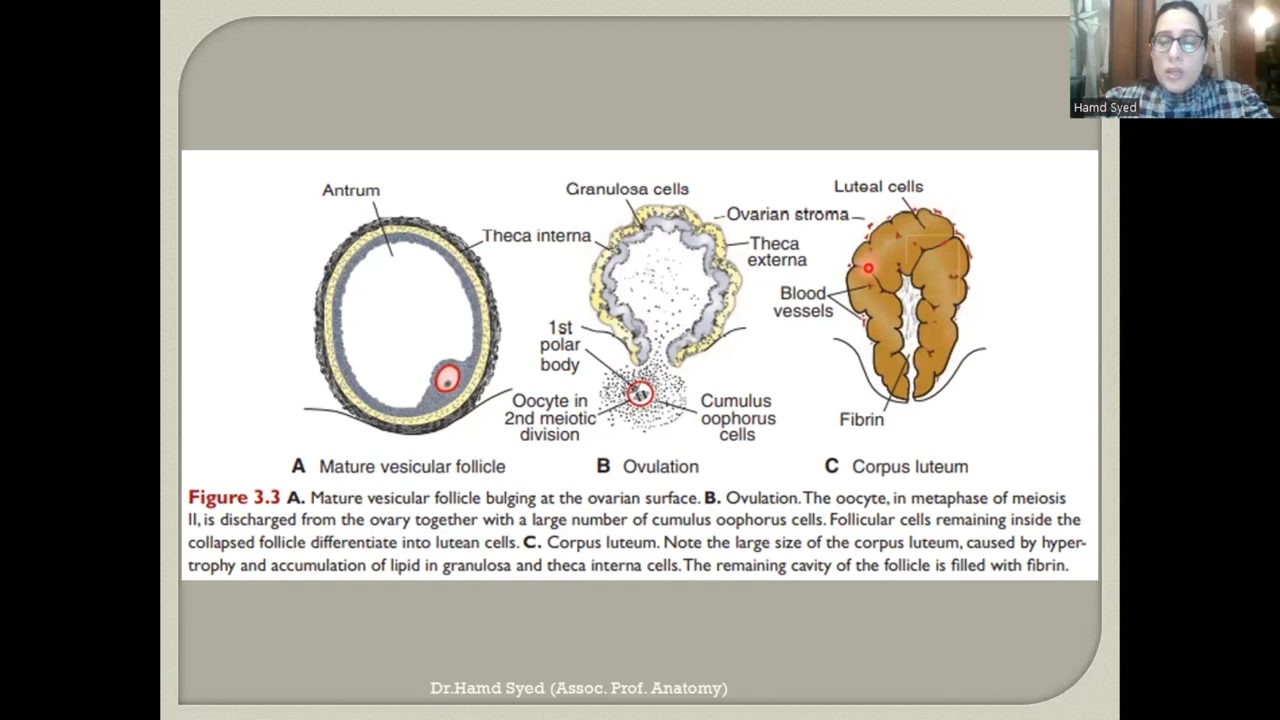 Hamd Syed
Antrum
Granulosa cells
Luteal cells
Ovarian stroma
Theca interna
Theca
externa
Blood
vessels
1st
polar
body
Oocyte in
2nd meiotic
division
Cumulus
oophorus
cells
Fibrin
A Mature vesicular follicle
B Ovulation
C Corpus luteum
Figure 3.3 A. Mature vesicular follicle bulging at the ovarian surface. B. Ovulation. The oocyte, in metaphase of meiosis
II, is discharged from the ovary together with a large number of cumulus oophorus cells. Follicular cells remaining inside the
collapsed follicle differentiate into lutean cells. C. Corpus luteum. Note the large size of the corpus luteum, caused by hyper-
trophy and accumulation of lipid in granulosa and theca interna cells. The remaining cavity of the follicle is filled with fibrin.
Dr.Hamd Syed (Assoc. Prof. Anatomy)